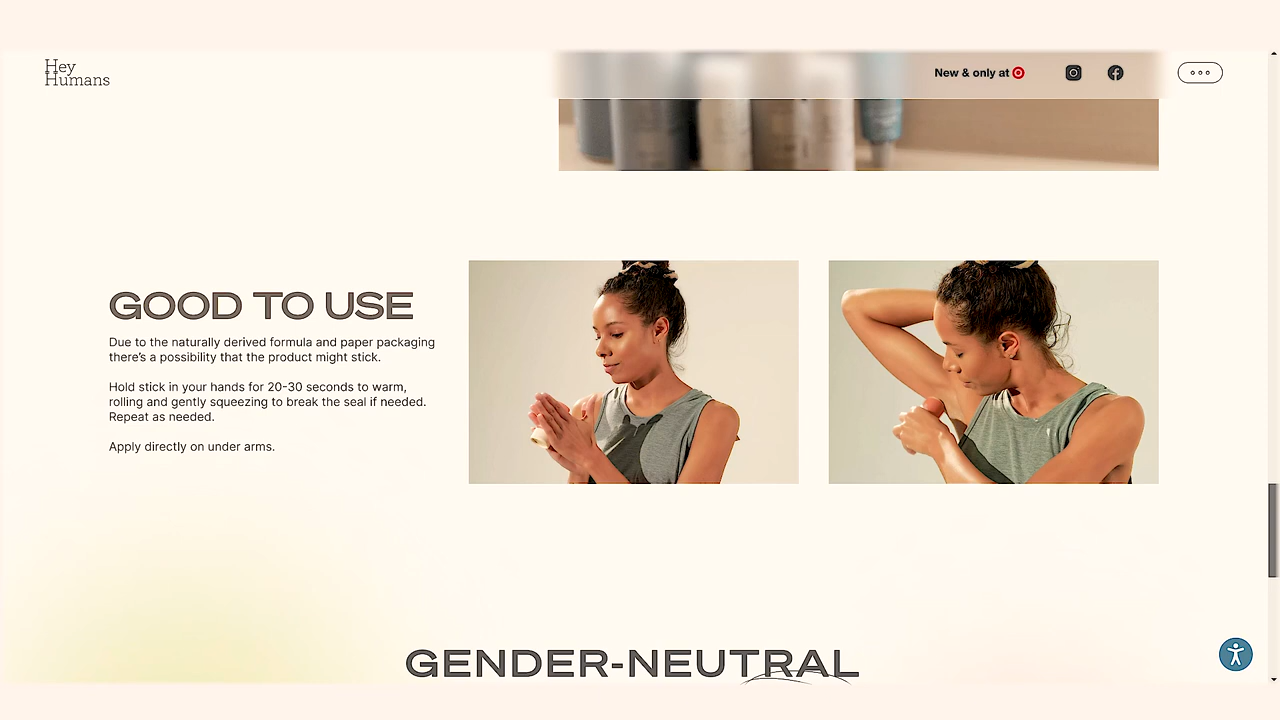 Hey
Humans
New & only at
GOOD TO USE
Due to the naturally derived formula and paper packaging
there's a possibility that the product might stick.
Hold stick in your hands for 20-30 seconds to warm,
rolling and gently squeezing to break the seal if needed.
Repeat as needed.
Apply directly on under arms.
GENDER-NEUTRAL